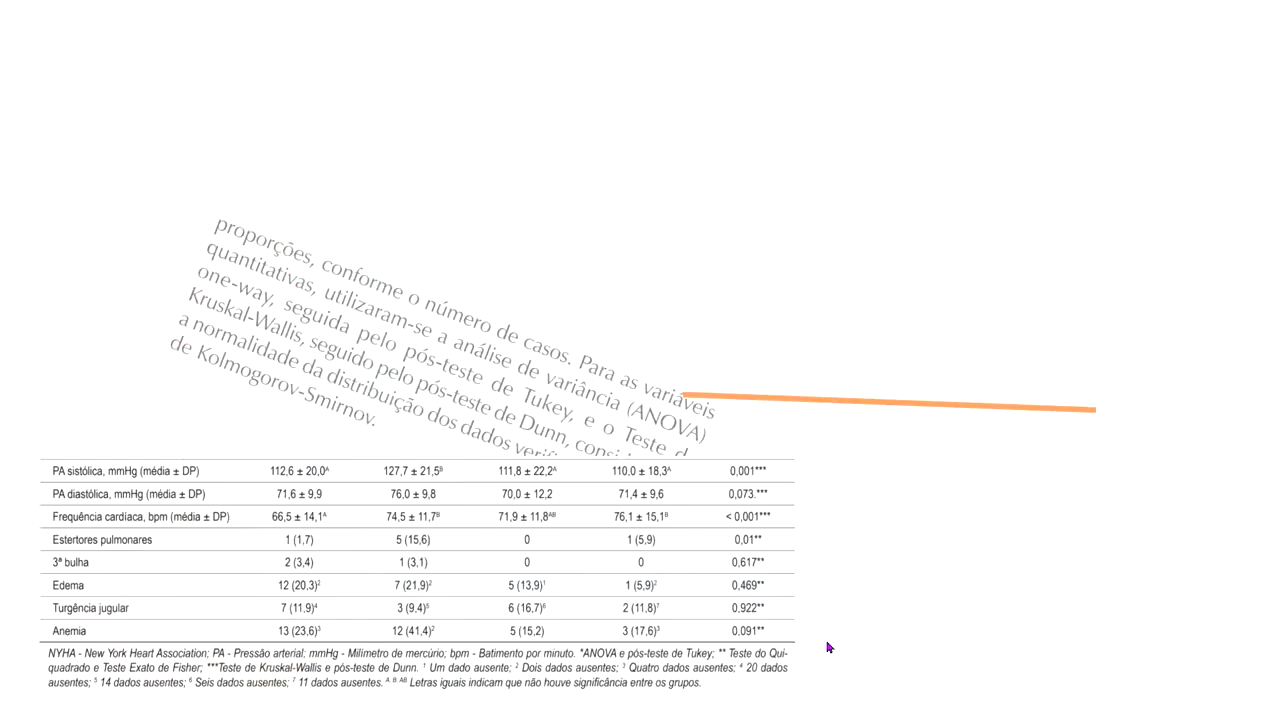 proporções, conforme o número de casos. Para as variáveis
quantitativas, utilizaram-se a análise de variância (ANOVA)
one-way, seguida pelo pós-teste de Tukey, e o Teste
Kruskal-Wallis, seguido pelo pós-teste de Dunn,
a normalidade da distribuição dos dados
de Kolmogorov-Smirnov.
PA sistólica, mmHg (média ± DP) 112,6 ± 20,0ᴬ 127,7 ± 21,5ᴮ 111,8 ± 22,2ᴬ 110,0 ± 18,3ᴬ 0,001***
PA diastólica, mmHg (média ± DP) 71,6 ± 9,9 76,0 ± 9,8 70,0 ± 12,2 71,4 ± 9,6 0,073.***
Frequência cardíaca, bpm (média ± DP) 66,5 ± 14,1ᴬ 74,5 ± 11,7ᴮ 71,9 ± 11,8ᴬᴮ 76,1 ± 15,1ᴮ < 0,001***
Estertores pulmonares 1 (1,7) 5 (15,6) 0 1 (5,9) 0,01**
3ª bulha 2 (3,4) 1 (3,1) 0 0 0,617**
Edema 12 (20,3)² 7 (21,9)² 5 (13,9)¹ 1 (5,9)² 0,469**
Turgência jugular 7 (11,9)⁴ 3 (9,4)⁵ 6 (16,7)⁶ 2 (11,8)⁷ 0,922**
Anemia 13 (23,6)³ 12 (41,4)² 5 (15,2) 3 (17,6)³ 0,091**
NYHA - New York Heart Association; PA - Pressão arterial; mmHg - Milímetro de mercúrio; bpm - Batimento por minuto. *ANOVA e pós-teste de Tukey; ** Teste do Qui-
quadrado e Teste Exato de Fisher; ***Teste de Kruskal-Wallis e pós-teste de Dunn. ¹ Um dado ausente; ² Dois dados ausentes; ³ Quatro dados ausentes; ⁴ 20 dados
ausentes; ⁵ 14 dados ausentes; ⁶ Seis dados ausentes; ⁷ 11 dados ausentes. ᴬ, ᴮ, ᴬᴮ Letras iguais indicam que não houve significância entre os grupos.